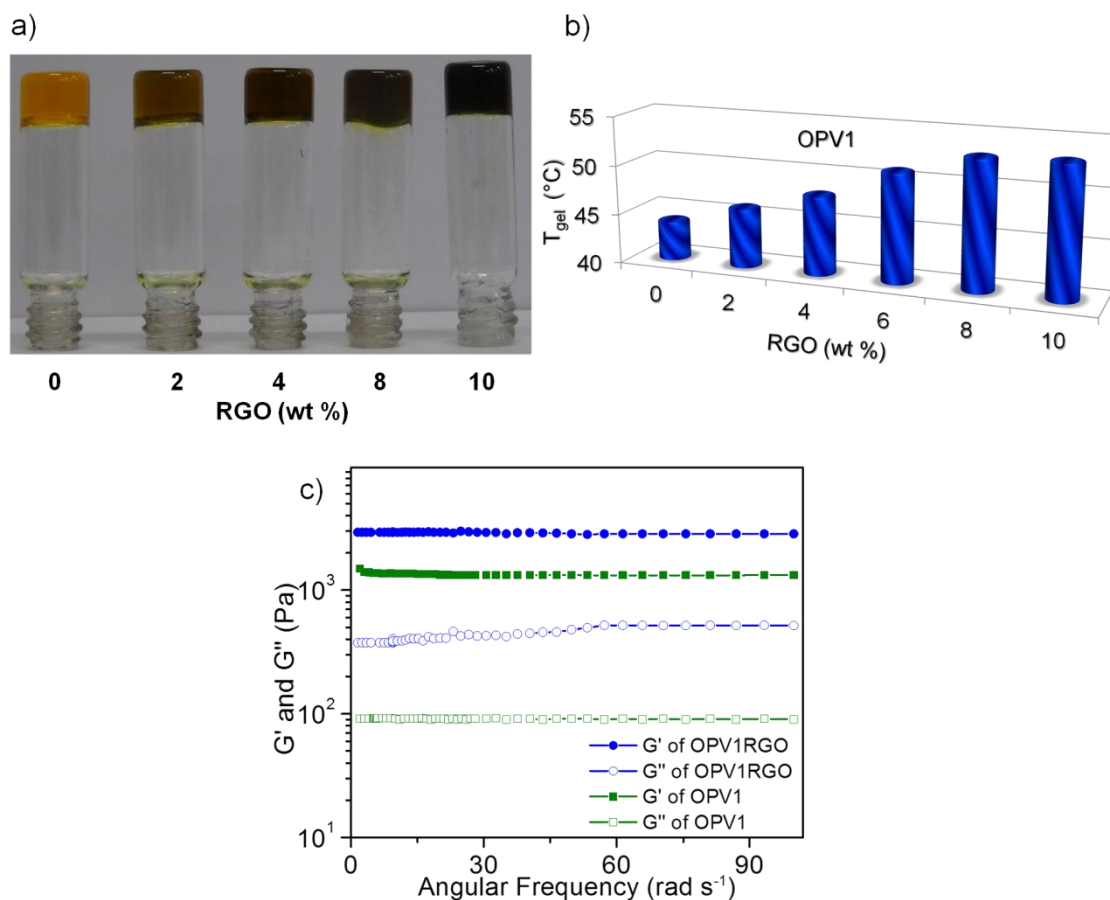 a)
0 2 4 8 10
RGO (wt %)
b)
OPV1
55
50
45
40
T_gel (°C)
0 2 4 6 8 10
RGO (wt %)
c)
G' and G" (Pa)
10³
10²
10¹
G' of OPV1RGO
G" of OPV1RGO
G' of OPV1
G" of OPV1
0 30 60 90
Angular Frequency (rad s⁻¹)